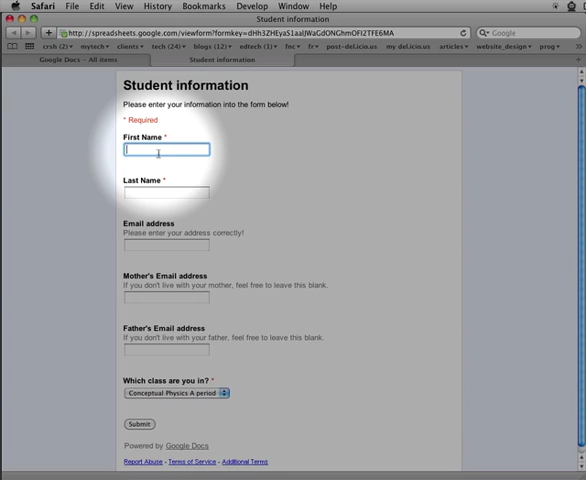 Safari File Edit View History Bookmarks Develop Window Help
Student information
http://spreadsheets.google.com/viewform?formkey=
Google
crsh (2) mytech clients tech (24) blogs (12) edtech (1) fnc fr post-del.icio.us my del.icio.us articles website_design prog
Google Docs - All items
Student information
Student information
Please enter your information into the form below!
* Required
First Name *
Last Name *
Email address
Please enter your address correctly!
Mother's Email address
If you don't live with your mother, feel free to leave this blank.
Father's Email address
If you don't live with your father, feel free to leave this blank.
Which class are you in? *
Conceptual Physics A period
Submit
Powered by Google Docs
Report Abuse - Terms of Service - Additional Terms